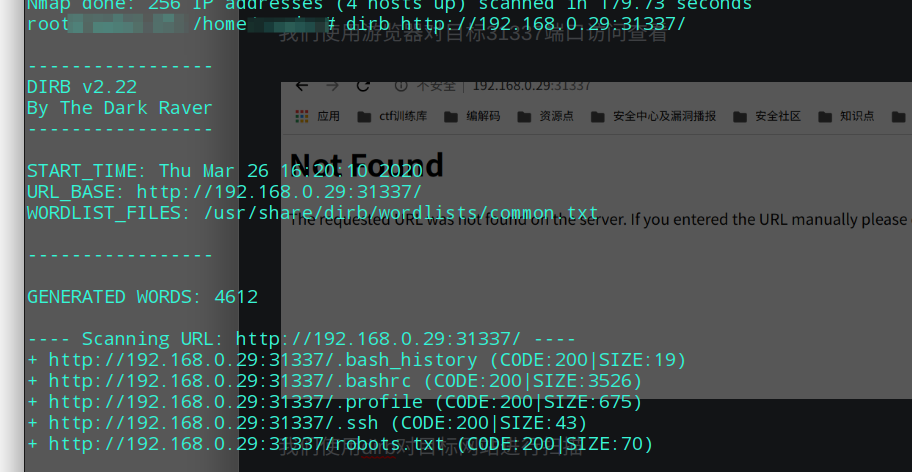 Nmap done: 256 IP addresses (4 hosts up) scanned in 179.73 seconds
root /home # dirb http://192.168.0.29:31337/
我们使用游览器对目标31337端口访问查看
-----------------
DIRB v2.22
By The Dark Raver
-----------------
不安全 | 192.168.0.29:31337
应用 ctf训练库 编解码 资源点 安全中心及漏洞播报 安全社区 知识点
Not Found
START_TIME: Thu Mar 26 16:20:10 2020
URL_BASE: http://192.168.0.29:31337/
WORDLIST_FILES: /usr/share/dirb/wordlists/common.txt
The requested URL was not found on the server. If you entered the URL manually please
-----------------
GENERATED WORDS: 4612
---- Scanning URL: http://192.168.0.29:31337/ ----
+ http://192.168.0.29:31337/.bash_history (CODE:200|SIZE:19)
+ http://192.168.0.29:31337/.bashrc (CODE:200|SIZE:3526)
+ http://192.168.0.29:31337/.profile (CODE:200|SIZE:675)
+ http://192.168.0.29:31337/.ssh (CODE:200|SIZE:43)
+ http://192.168.0.29:31337/robots.txt (CODE:200|SIZE:70)
我们使用dirb对目标网站进行扫描